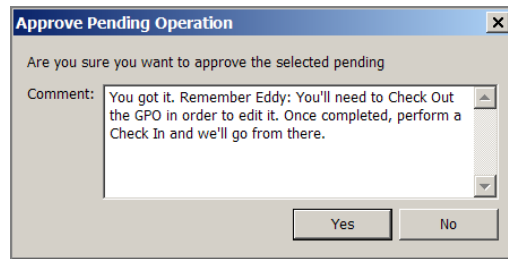 Approve Pending Operation
Are you sure you want to approve the selected pending
Comment:
You got it. Remember Eddy: You'll need to Check Out
the GPO in order to edit it. Once completed, perform a
Check In and we'll go from there.
Yes No